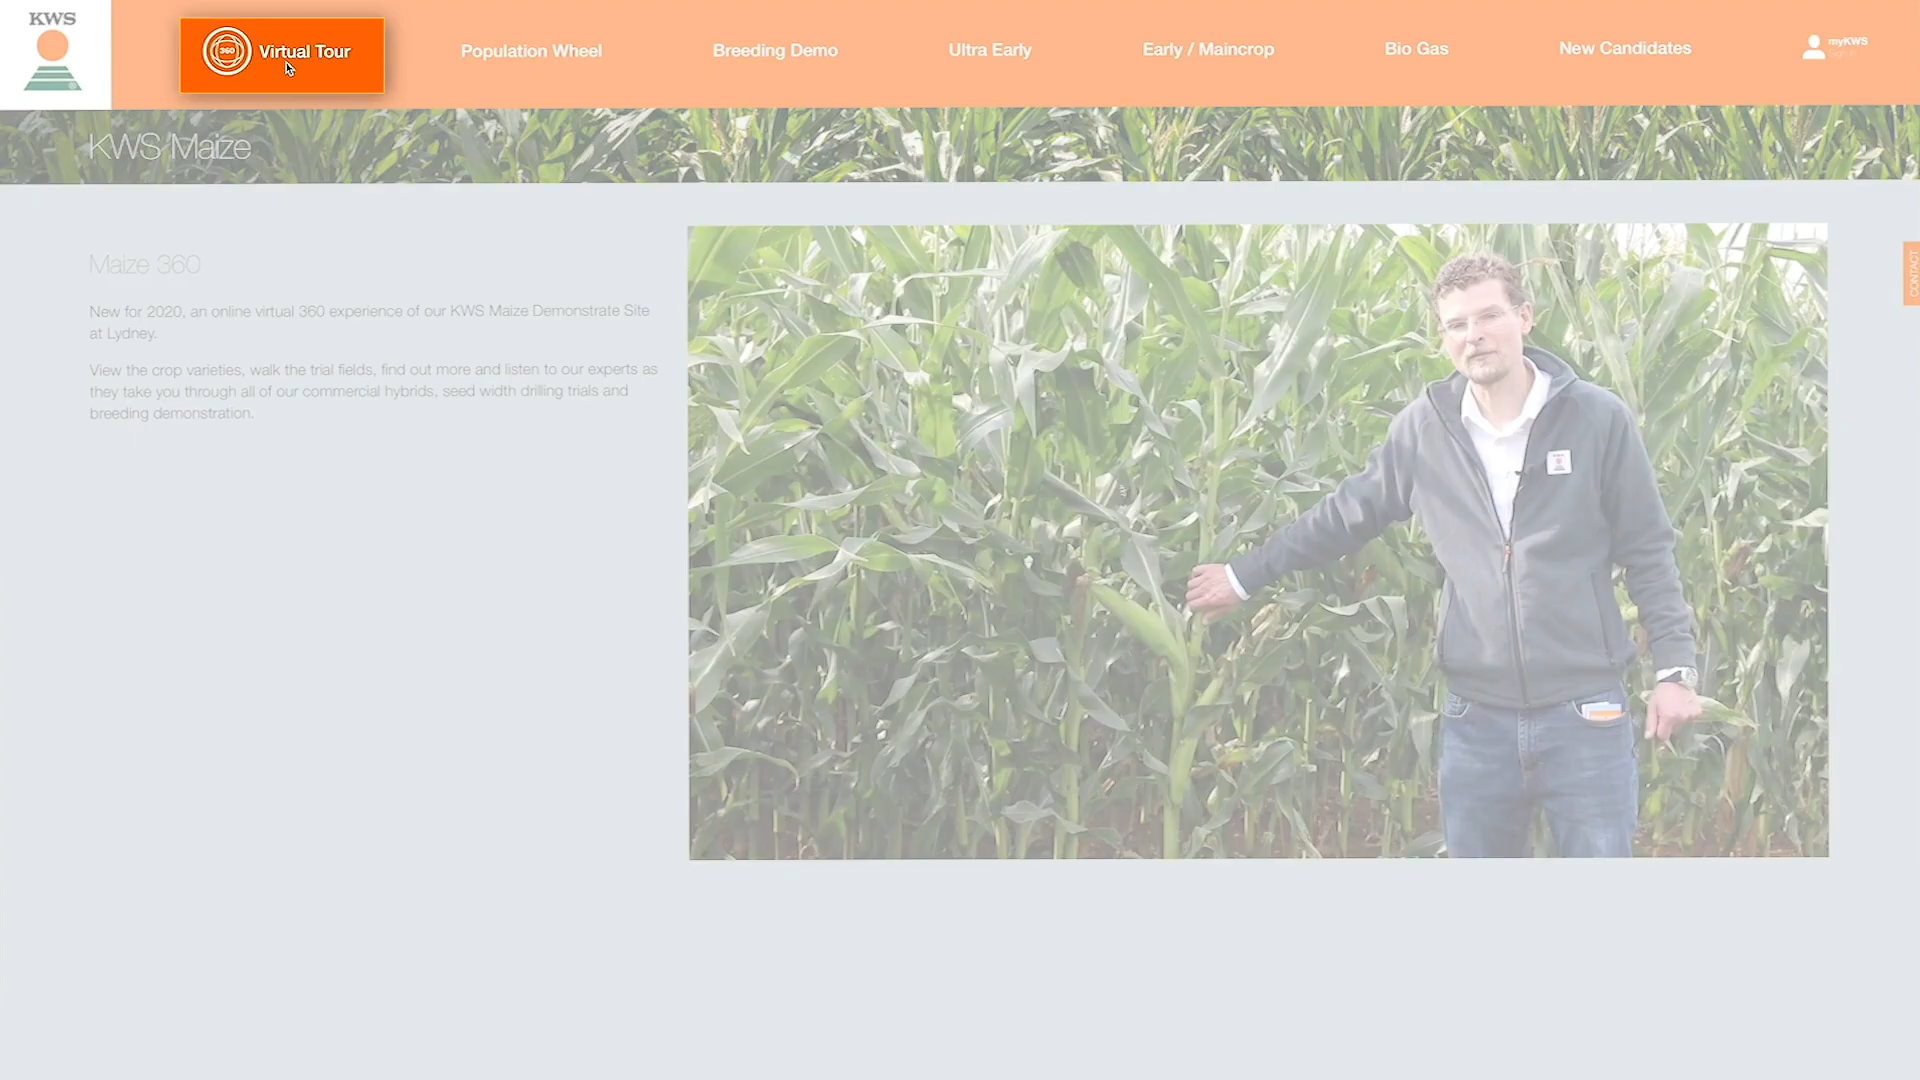 KWS
360
Virtual Tour
Population Wheel
Breeding Demo
Ultra Early
Early / Maincrop
Bio Gas
New Candidates
myKWS
KWS Maize
Maize 360
New for 2020, an online virtual 360 experience of our KWS Maize Demonstrate Site
at Lydney.
View the crop varieties, walk the trial fields, find out more and listen to our experts as
they take you through all of our commercial hybrids, seed width drilling trials and
breeding demonstration.
CONTACT
KWS